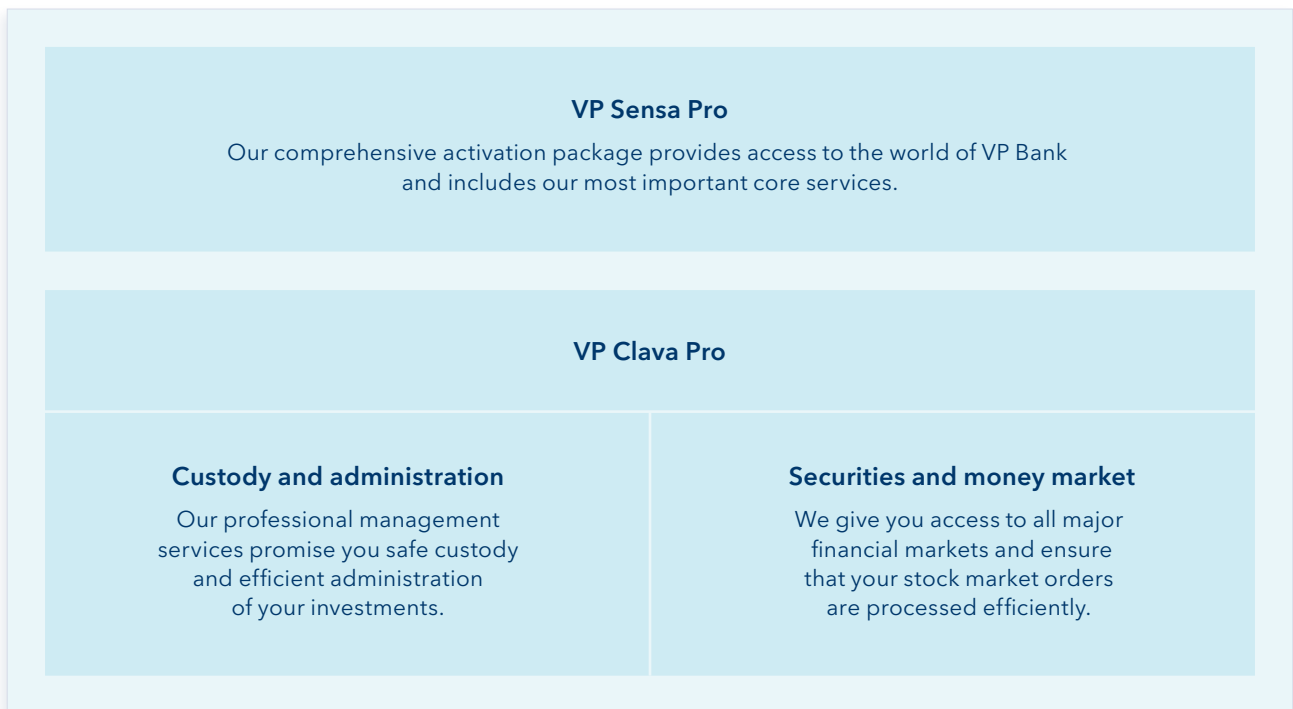 VP Sensa Pro
Our comprehensive activation package provides access to the world of VP Bank
and includes our most important core services.
VP Clava Pro
Custody and administration
Our professional management
services promise you safe custody
and efficient administration
of your investments.
Securities and money market
We give you access to all major
financial markets and ensure
that your stock market orders
are processed efficiently.